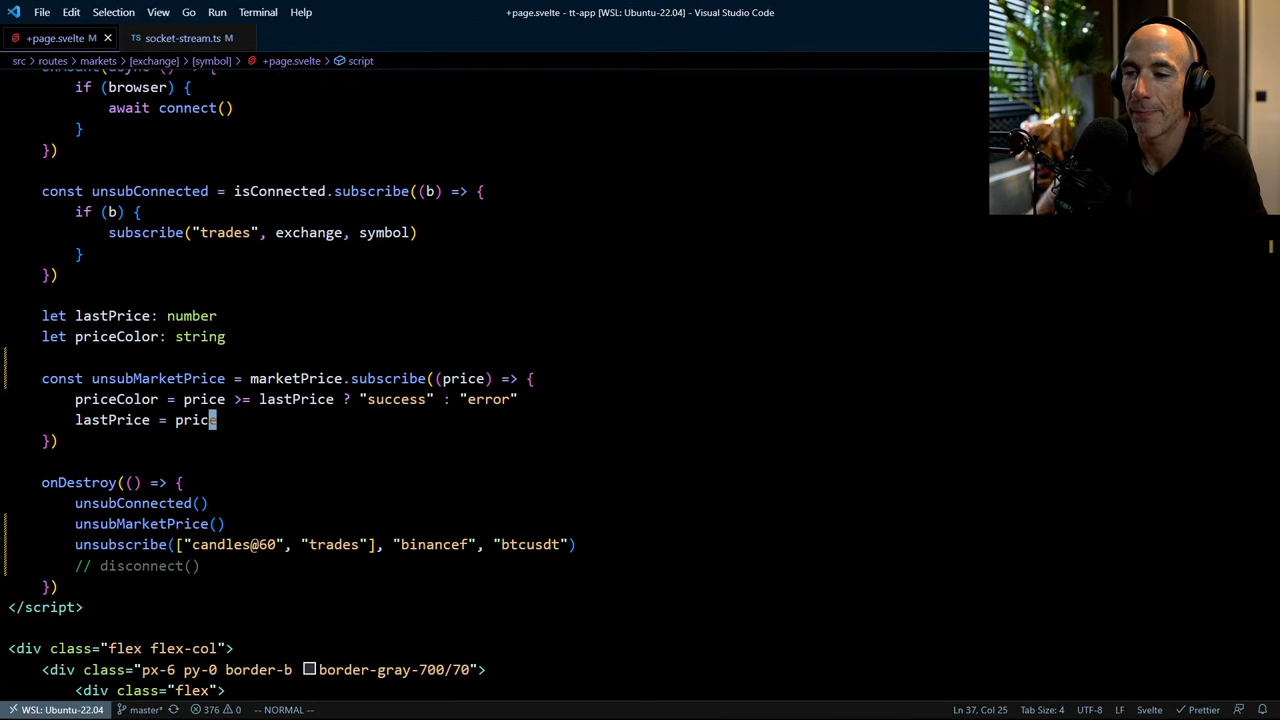 File Edit Selection View Go Run Terminal Help
+page.svelte - tt-app [WSL: Ubuntu-22.04] - Visual Studio Code
+page.svelte M
TS socket-stream.ts M
src > routes > markets > [exchange] > [symbol] > +page.svelte > script
onMount(async () => {
if (browser) {
await connect()
}
})
const unsubConnected = isConnected.subscribe((b) => {
if (b) {
subscribe("trades", exchange, symbol)
}
})
let lastPrice: number
let priceColor: string
const unsubMarketPrice = marketPrice.subscribe((price) => {
priceColor = price >= lastPrice ? "success" : "error"
lastPrice = price
})
onDestroy(() => {
unsubConnected()
unsubMarketPrice()
unsubscribe(["candles@60", "trades"], "binancef", "btcusdt")
// disconnect()
})
</script>
<div class="flex flex-col">
<div class="px-6 py-0 border-b border-gray-700/70">
<div class="flex">
WSL: Ubuntu-22.04 master* 376 0 -- NORMAL -- Ln 37, Col 25 Tab Size: 4 UTF-8 LF Svelte Prettier